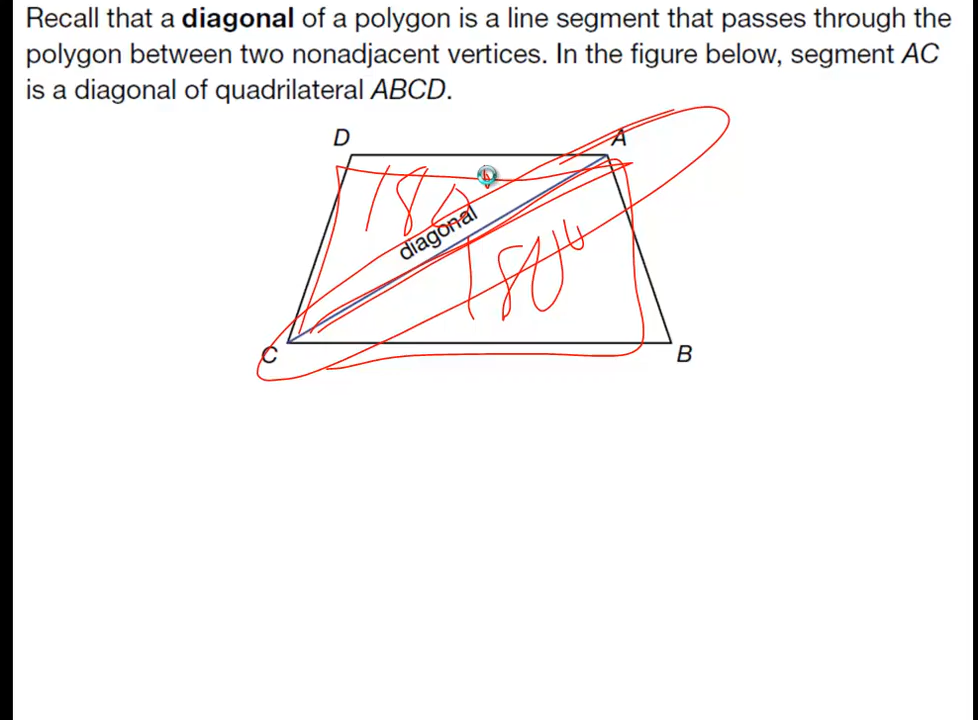 Recall that a diagonal of a polygon is a line segment that passes through the
polygon between two nonadjacent vertices. In the figure below, segment AC
is a diagonal of quadrilateral ABCD.
D
A
180
diagonal
180
C
B